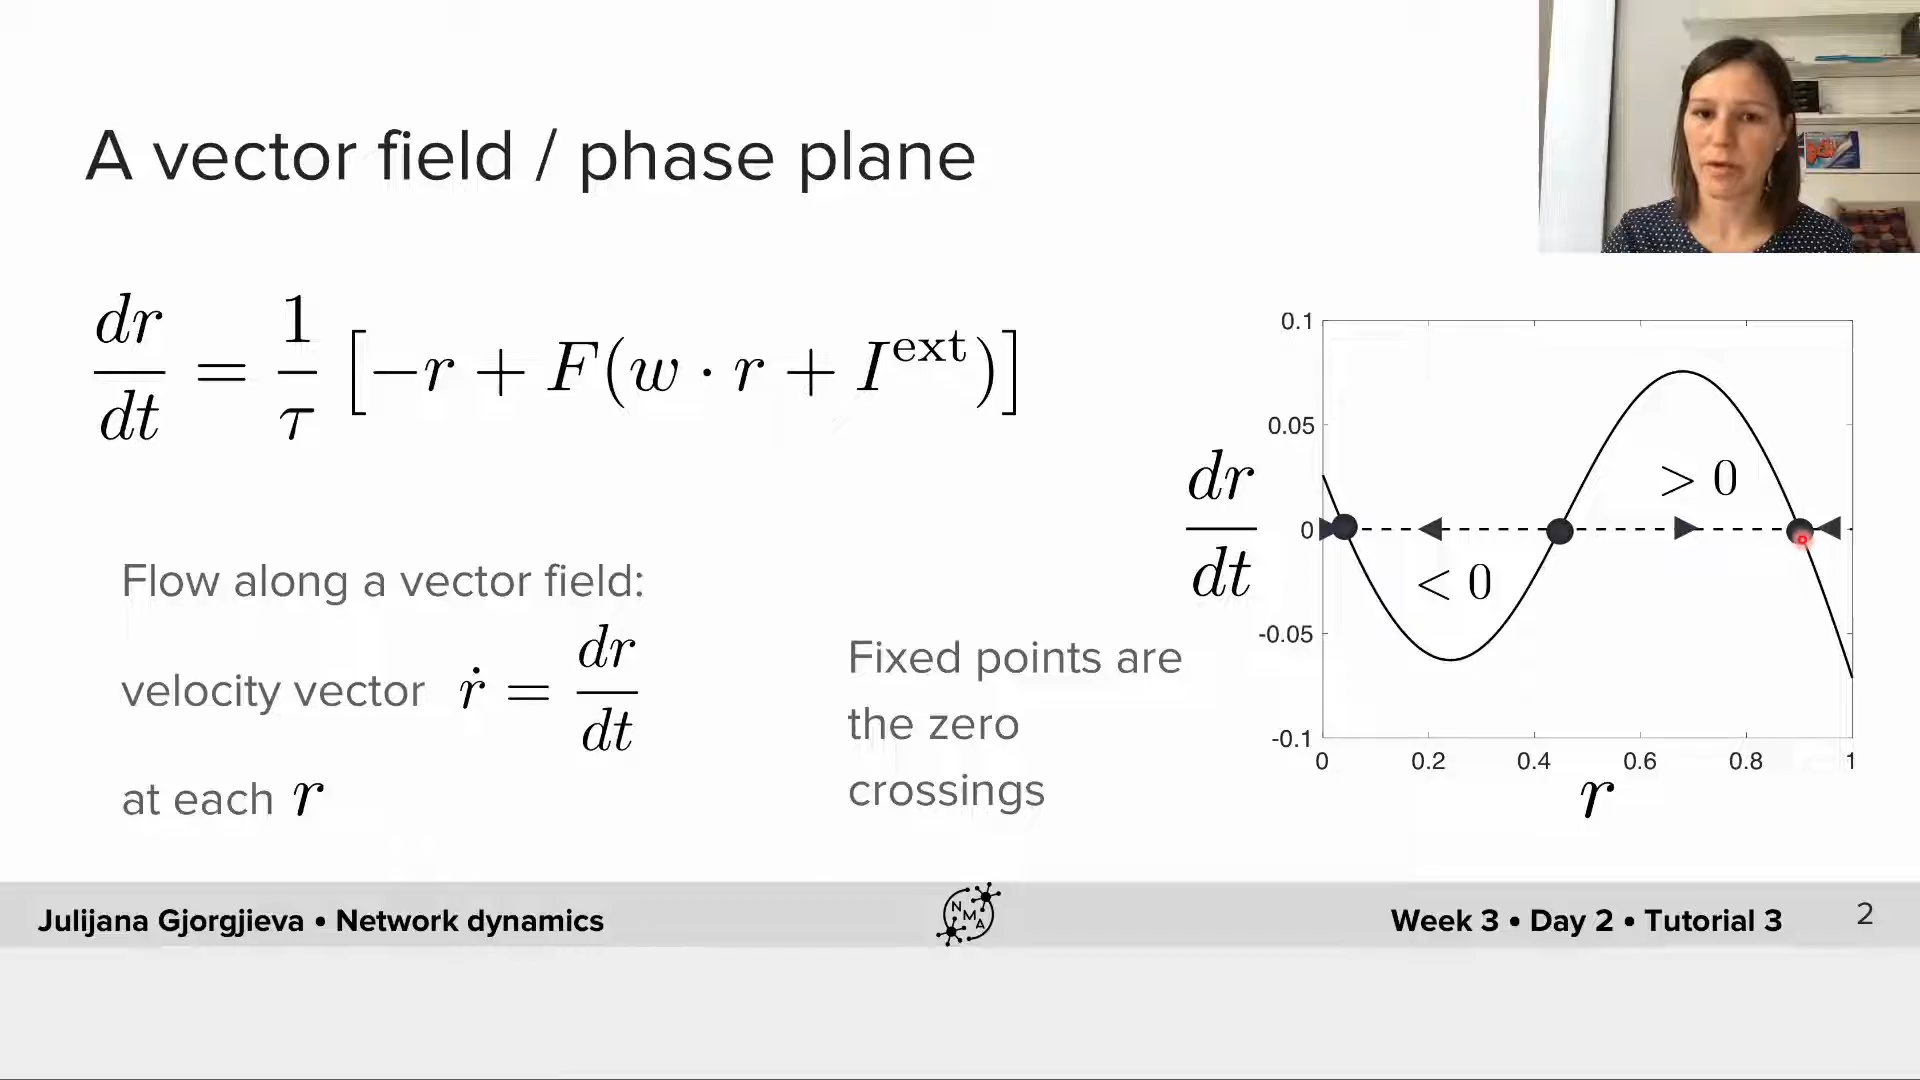 A vector field / phase plane
dr/dt = 1/τ [−r + F(w · r + I^ext)]
Flow along a vector field:
velocity vector ṙ = dr/dt
at each r
Fixed points are
the zero
crossings
dr/dt
0.1
0.05
0
-0.05
-0.1
> 0
< 0
0 0.2 0.4 0.6 0.8 1
r
Julijana Gjorgjieva • Network dynamics
N M A
Week 3 • Day 2 • Tutorial 3
2